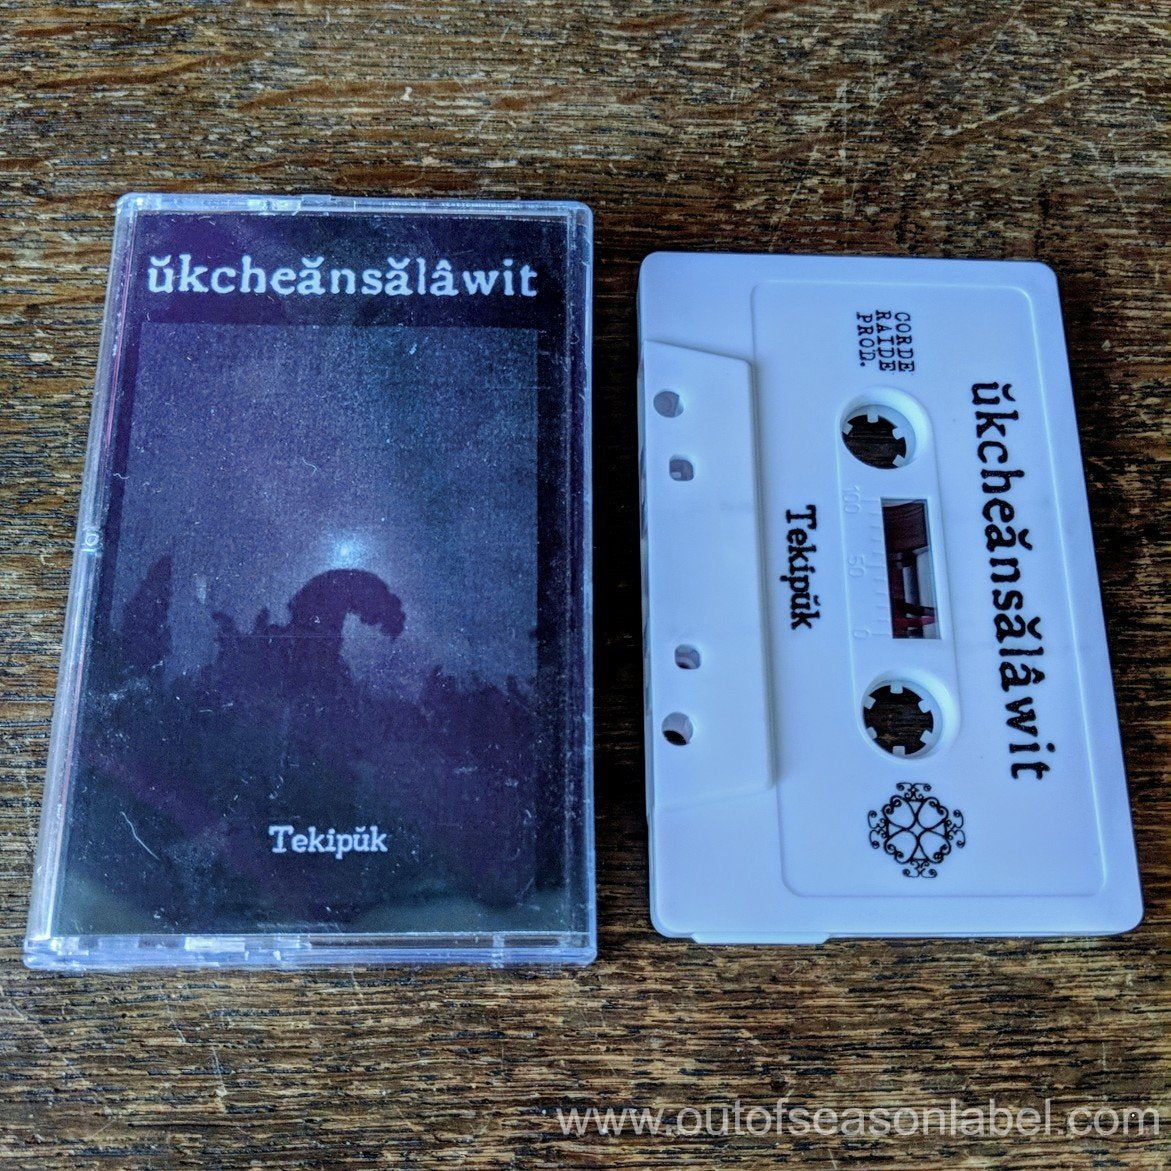 ŭkcheănsălâwit
Tekipŭk
CORDE
RAIDE
PROD.
ŭkcheănsălâwit
Tekipŭk
100
50
0
www.outofseasonlabel.com